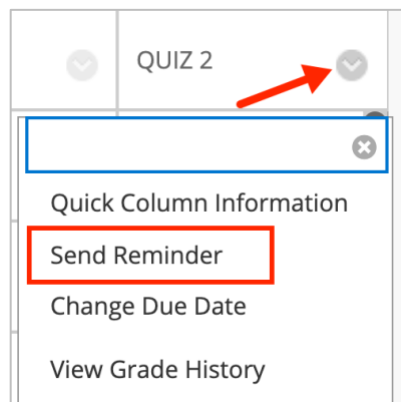 QUIZ 2
Quick Column Information
Send Reminder
Change Due Date
View Grade History